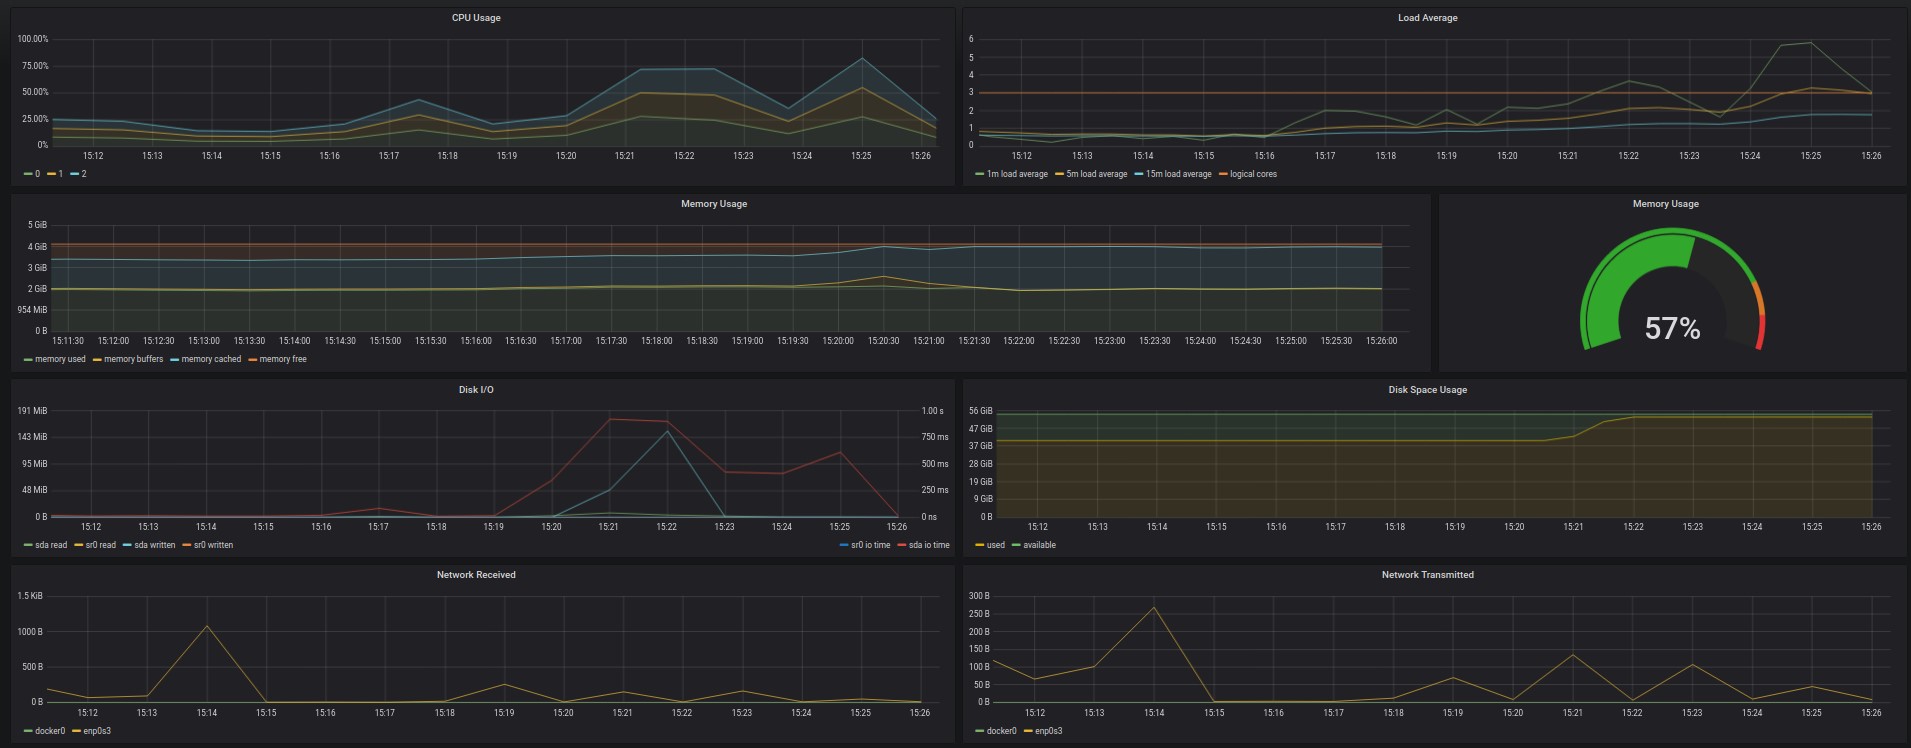 CPU Usage
100.00%
75.00%
50.00%
25.00%
0%
15:12 15:13 15:14 15:15 15:16 15:17 15:18 15:19 15:20 15:21 15:22 15:23 15:24 15:25 15:26
0 1 2
Load Average
6
5
4
3
2
1
0
15:12 15:13 15:14 15:15 15:16 15:17 15:18 15:19 15:20 15:21 15:22 15:23 15:24 15:25 15:26
1m load average 5m load average 15m load average logical cores
Memory Usage
5 GiB
4 GiB
3 GiB
2 GiB
954 MiB
0 B
15:11:30 15:12:00 15:12:30 15:13:00 15:13:30 15:14:00 15:14:30 15:15:00 15:15:30 15:16:00 15:16:30 15:17:00 15:17:30 15:18:00 15:18:30 15:19:00 15:19:30 15:20:00 15:20:30 15:21:00 15:21:30 15:22:00 15:22:30 15:23:00 15:23:30 15:24:00 15:24:30 15:25:00 15:25:30 15:26:00
memory used memory buffers memory cached memory free
Memory Usage
57%
Disk I/O
191 MiB 1.00 s
143 MiB 750 ms
95 MiB 500 ms
48 MiB 250 ms
0 B 0 ns
15:12 15:13 15:14 15:15 15:16 15:17 15:18 15:19 15:20 15:21 15:22 15:23 15:24 15:25 15:26
sda read sr0 read sda written sr0 written sr0 io time sda io time
Disk Space Usage
56 GiB
47 GiB
37 GiB
28 GiB
19 GiB
9 GiB
0 B
15:12 15:13 15:14 15:15 15:16 15:17 15:18 15:19 15:20 15:21 15:22 15:23 15:24 15:25 15:26
used available
Network Received
1.5 KiB
1000 B
500 B
0 B
15:12 15:13 15:14 15:15 15:16 15:17 15:18 15:19 15:20 15:21 15:22 15:23 15:24 15:25 15:26
docker0 enp0s3
Network Transmitted
300 B
250 B
200 B
150 B
100 B
50 B
0 B
15:12 15:13 15:14 15:15 15:16 15:17 15:18 15:19 15:20 15:21 15:22 15:23 15:24 15:25 15:26
docker0 enp0s3